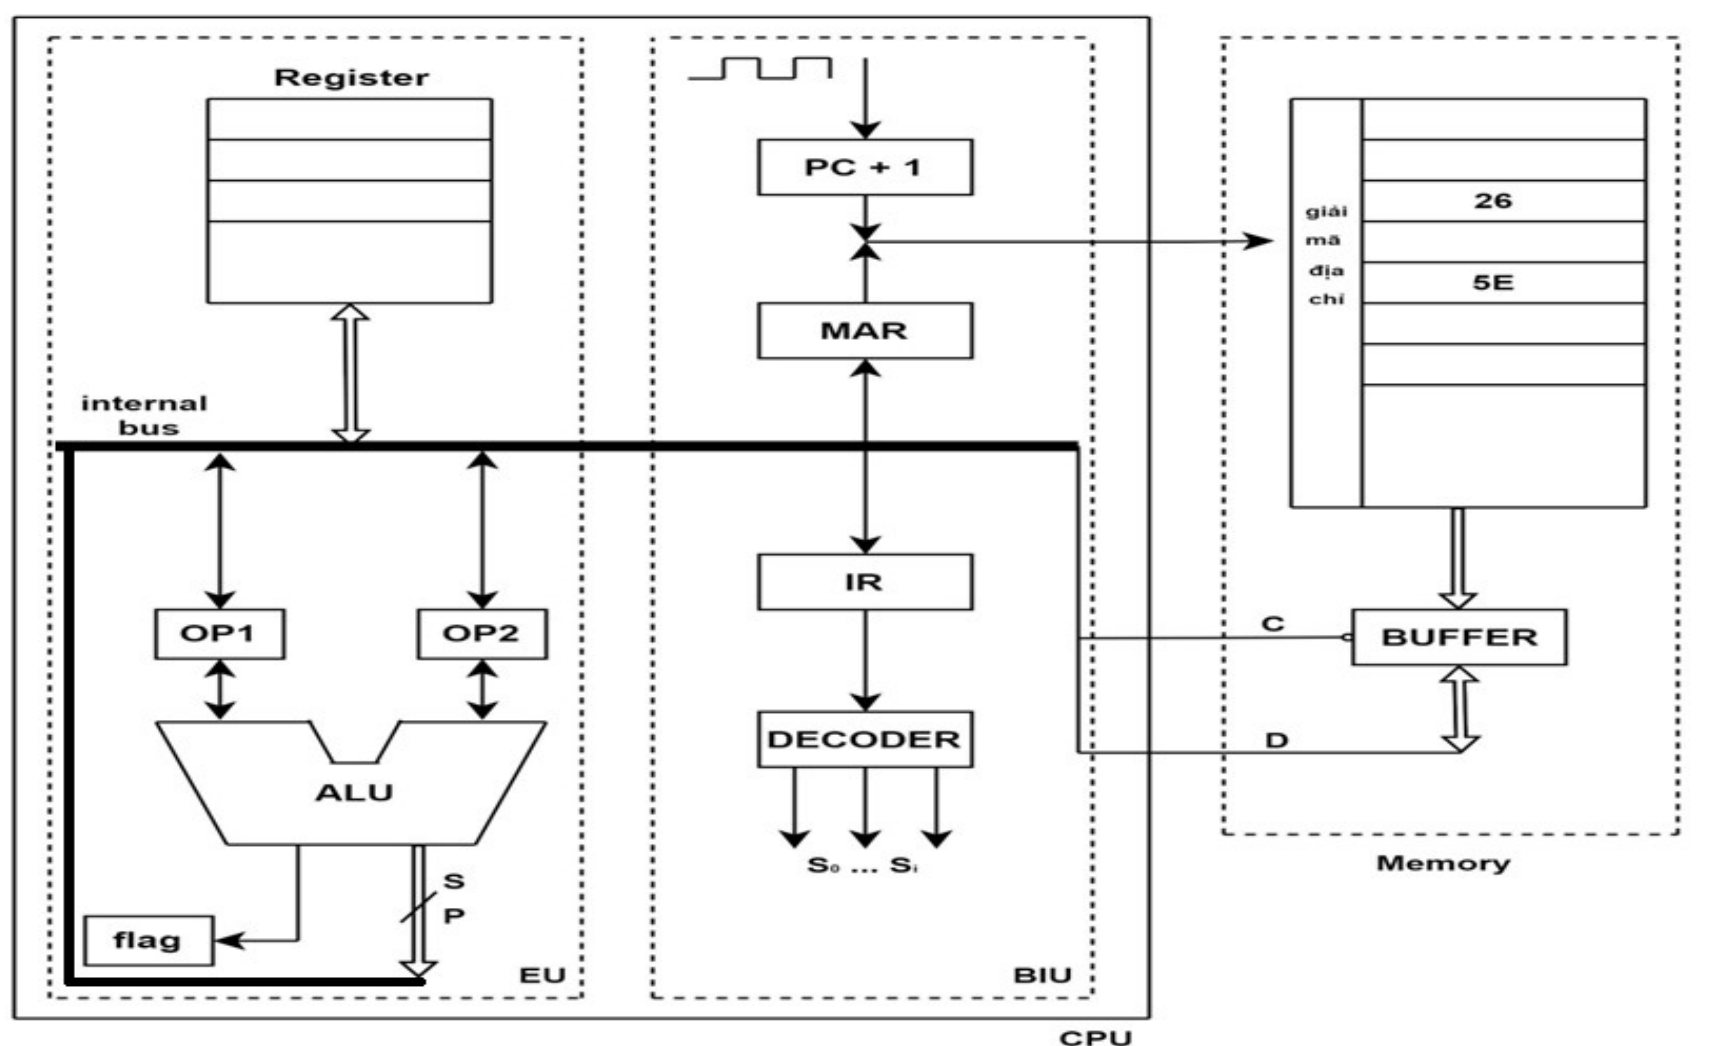 Register
internal
bus
OP1
OP2
ALU
S
P
flag
EU
PC + 1
MAR
IR
DECODER
S₀ ... Sᵢ
BIU
CPU
giải
mã
địa
chỉ
26
5E
C
BUFFER
D
Memory